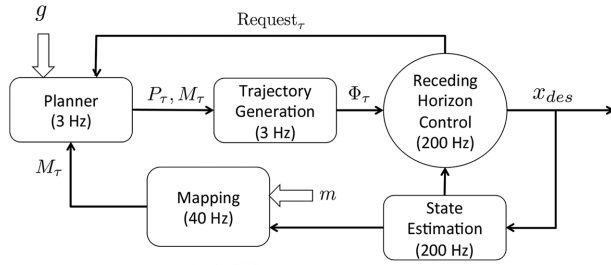 g
Request_τ
Planner
(3 Hz)
P_τ, M_τ
Trajectory
Generation
(3 Hz)
Φ_τ
Receding
Horizon
Control
(200 Hz)
x_des
M_τ
Mapping
(40 Hz)
m
State
Estimation
(200 Hz)